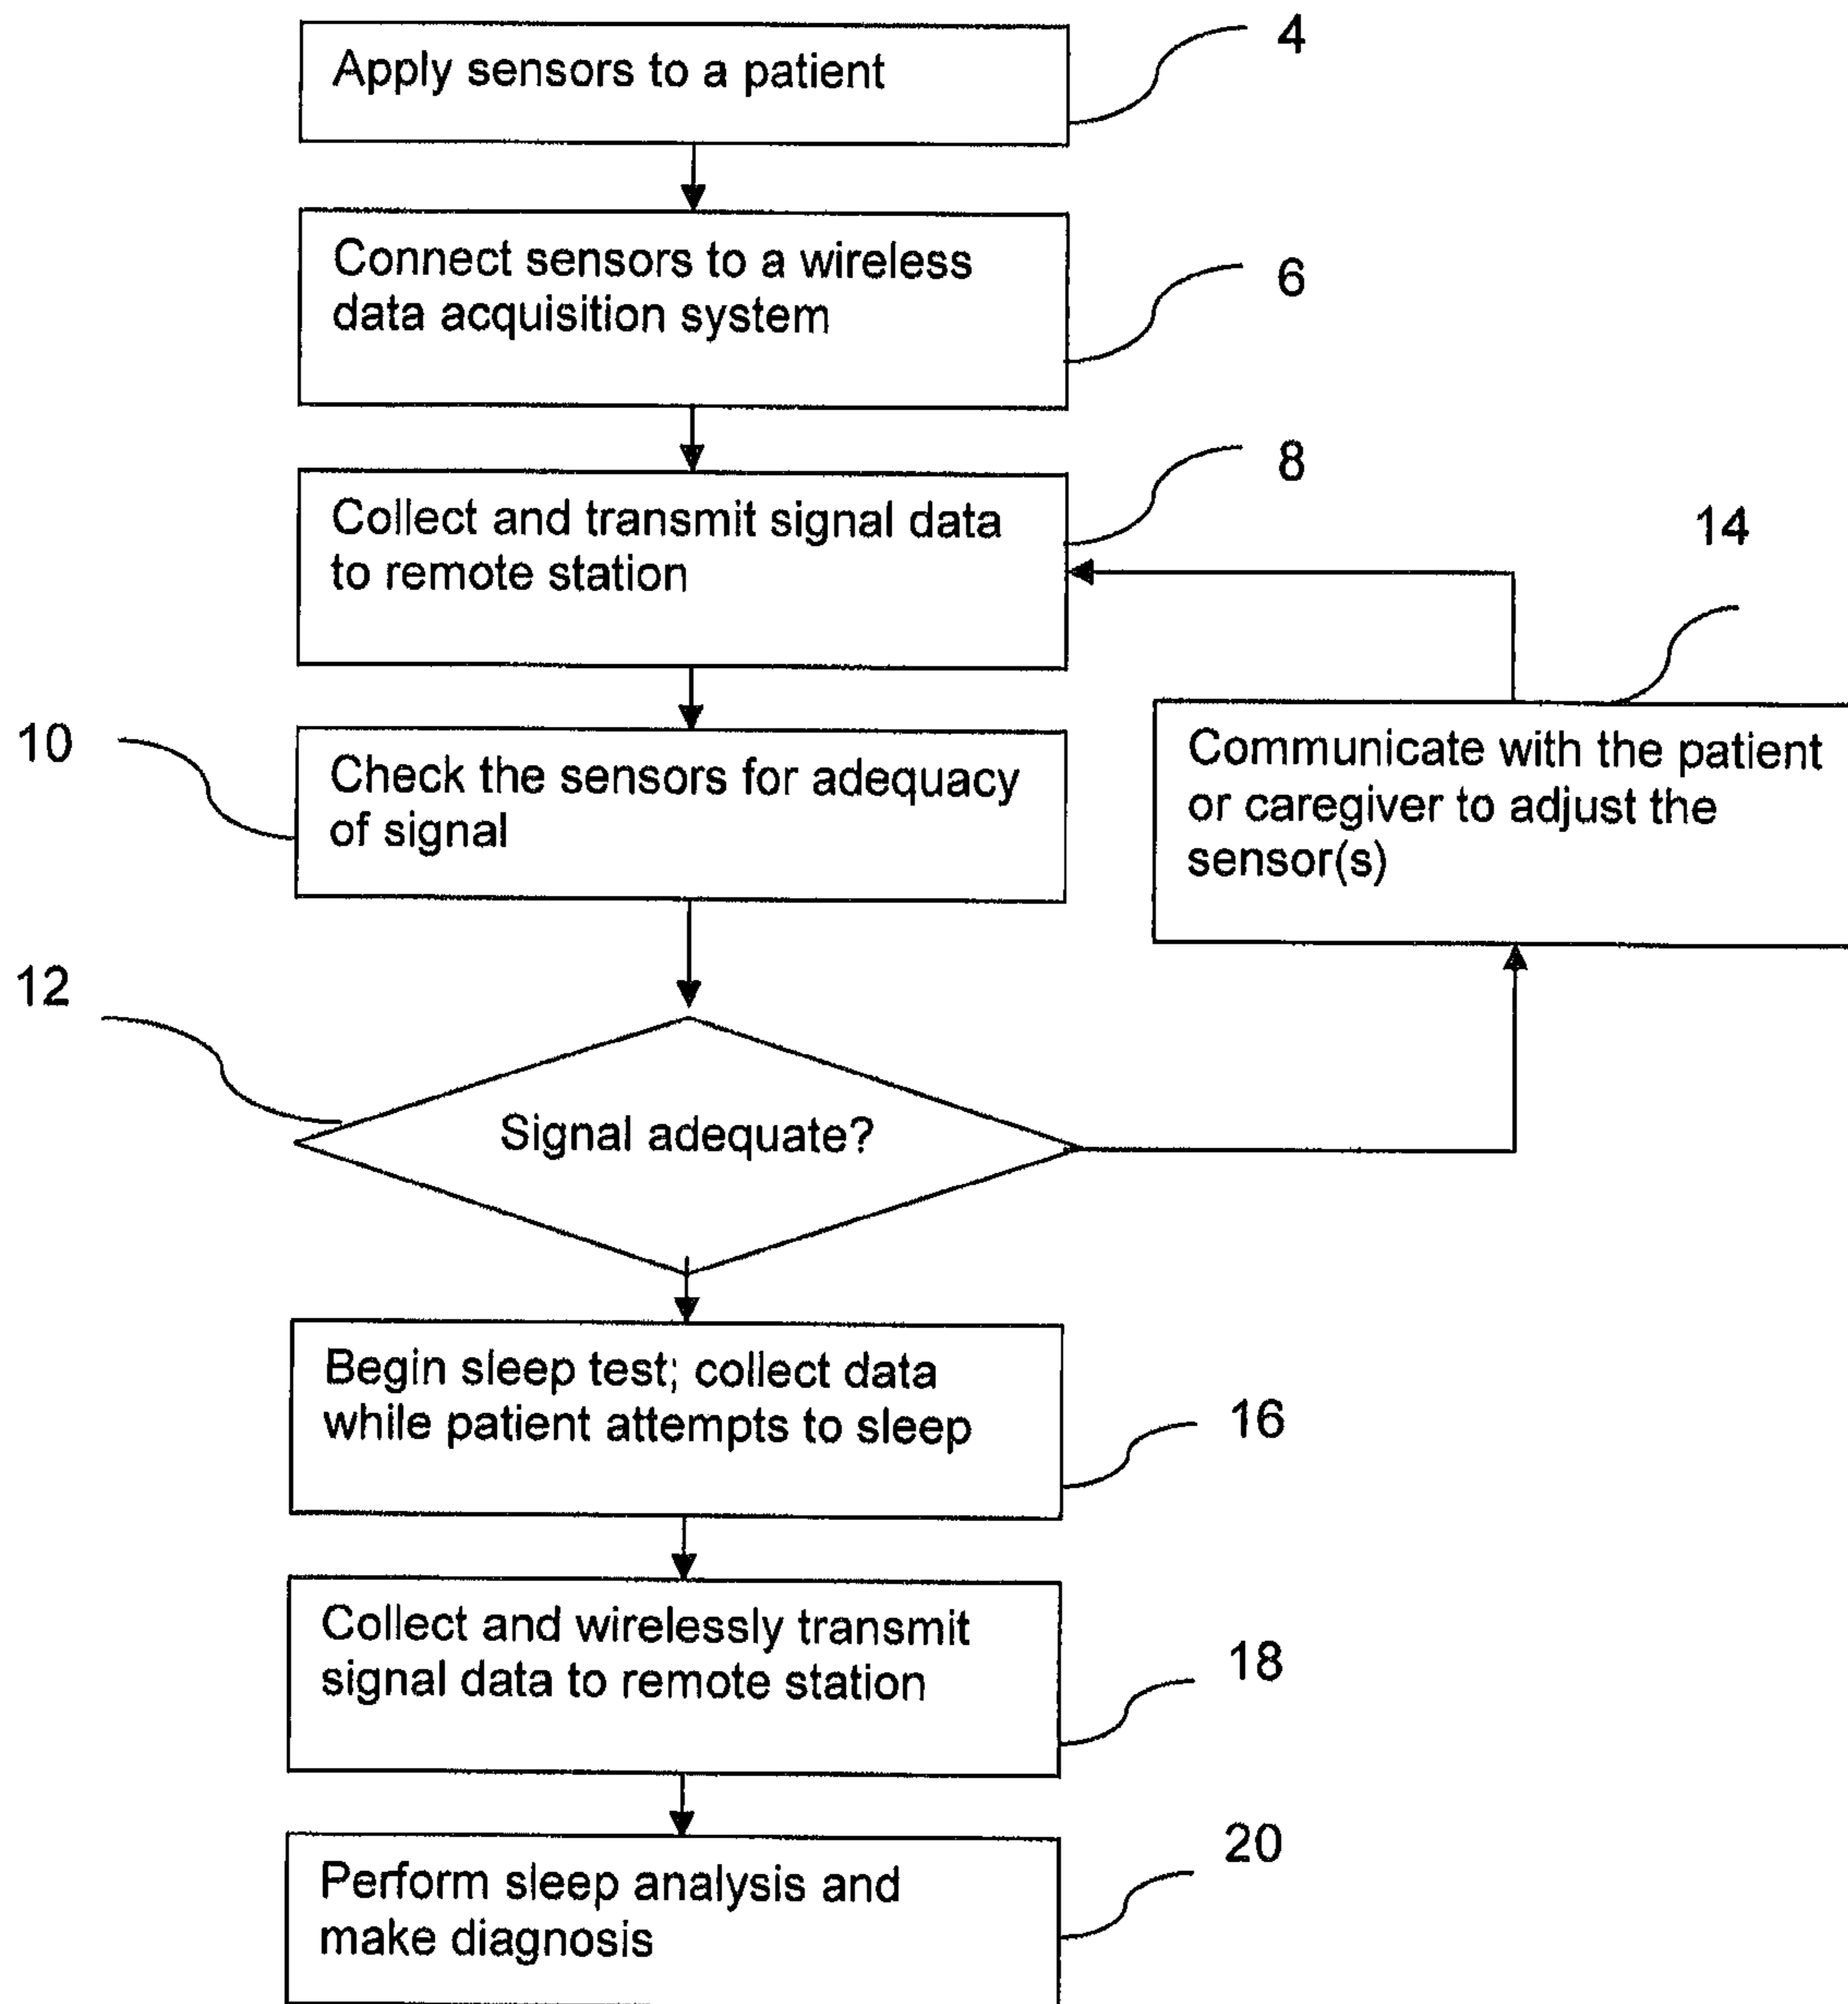 Apply sensors to a patient
4
Connect sensors to a wireless
data acquisition system
6
Collect and transmit signal data
to remote station
8
14
Communicate with the patient
or caregiver to adjust the
sensor(s)
10
Check the sensors for adequacy
of signal
12
Signal adequate?
Begin sleep test; collect data
while patient attempts to sleep
16
Collect and wirelessly transmit
signal data to remote station
18
Perform sleep analysis and
make diagnosis
20